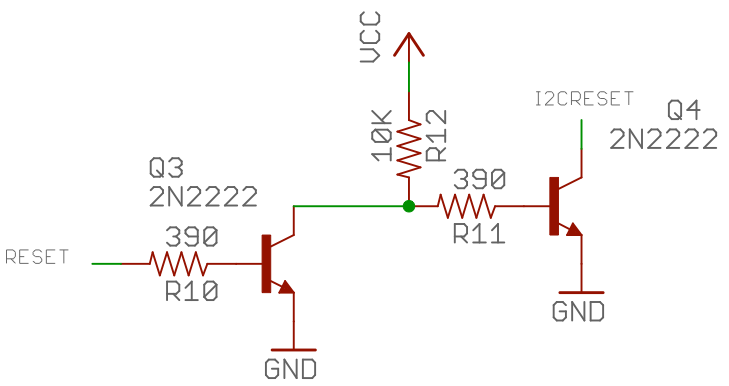 VCC
I2CRESET
Q4
2N2222
10K
R12
Q3
2N2222
390
R11
390
RESET
R10
GND
GND